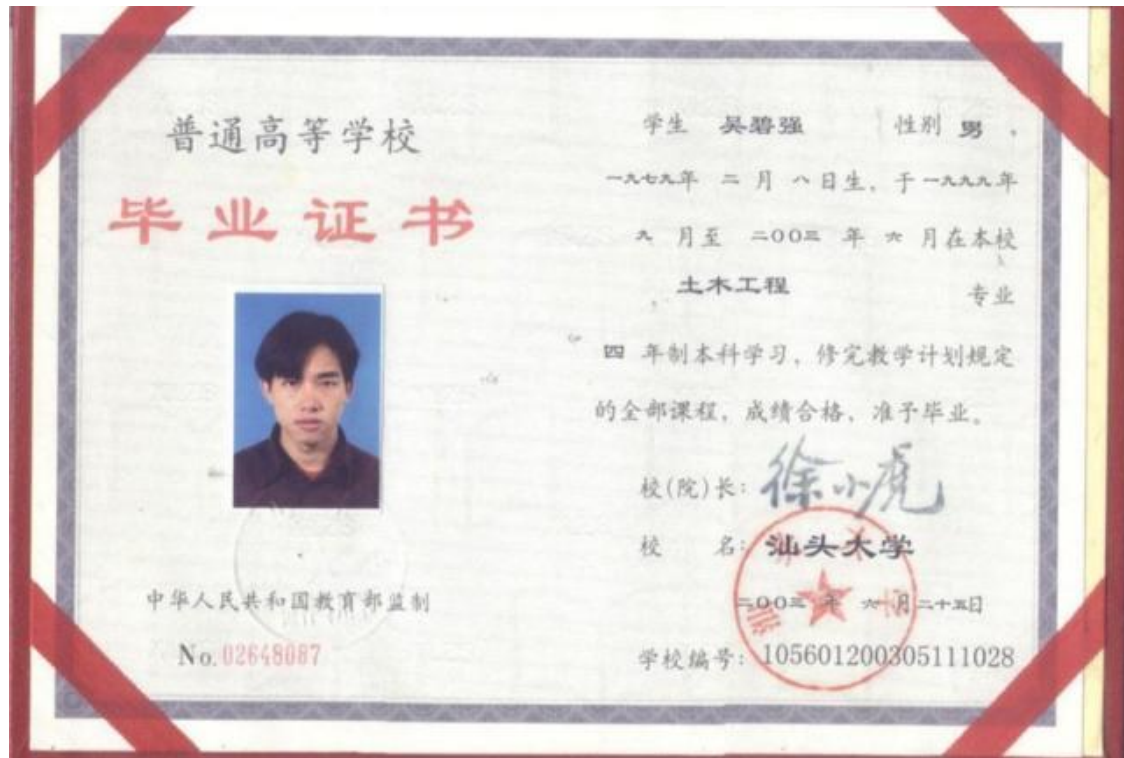 普通高等学校
毕业证书
中华人民共和国教育部监制
No.02648087
学生 吴碧强 性别 男，
一九七九年 二 月 八日生，于一九九九年
九 月至 二〇〇三 年 六 月在本校
土木工程 专业
四 年制本科学习，修完教学计划规定
的全部课程，成绩合格，准予毕业。
校(院)长：徐小虎
校 名：汕头大学
二〇〇三 年 六 月二十五日
学校编号：105601200305111028